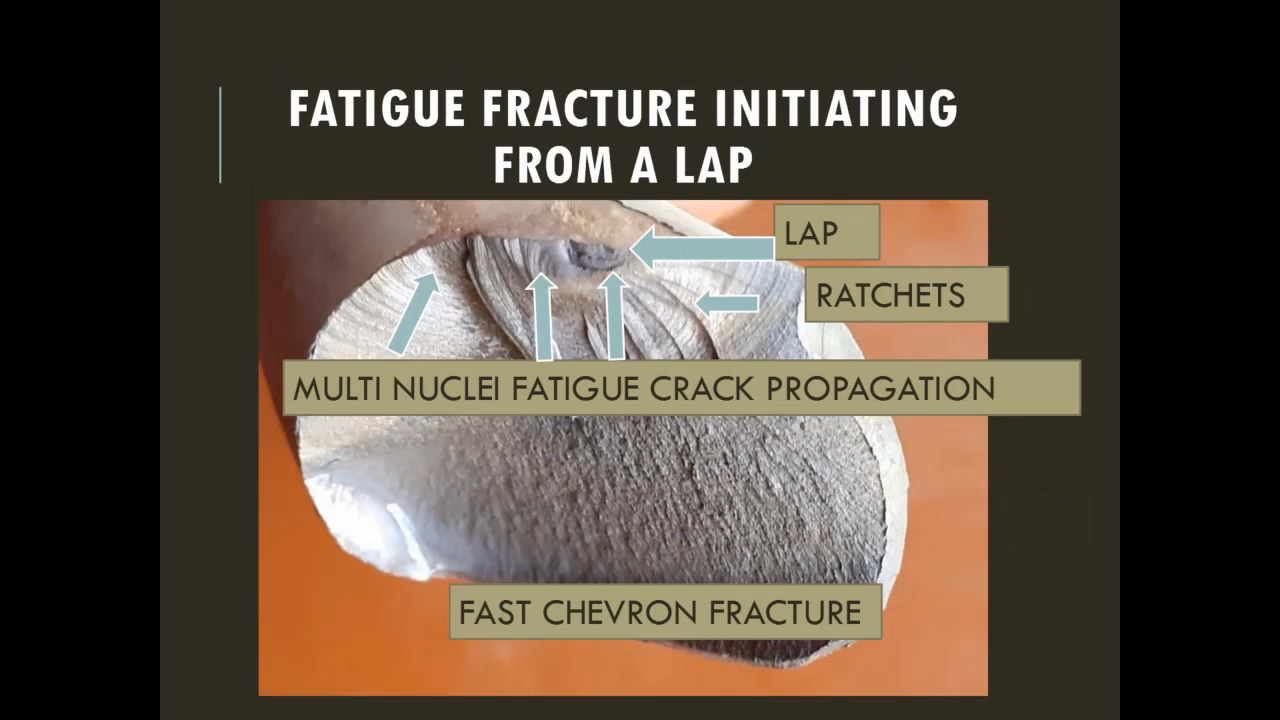 FATIGUE FRACTURE INITIATING
FROM A LAP
LAP
RATCHETS
MULTI NUCLEI FATIGUE CRACK PROPAGATION
FAST CHEVRON FRACTURE